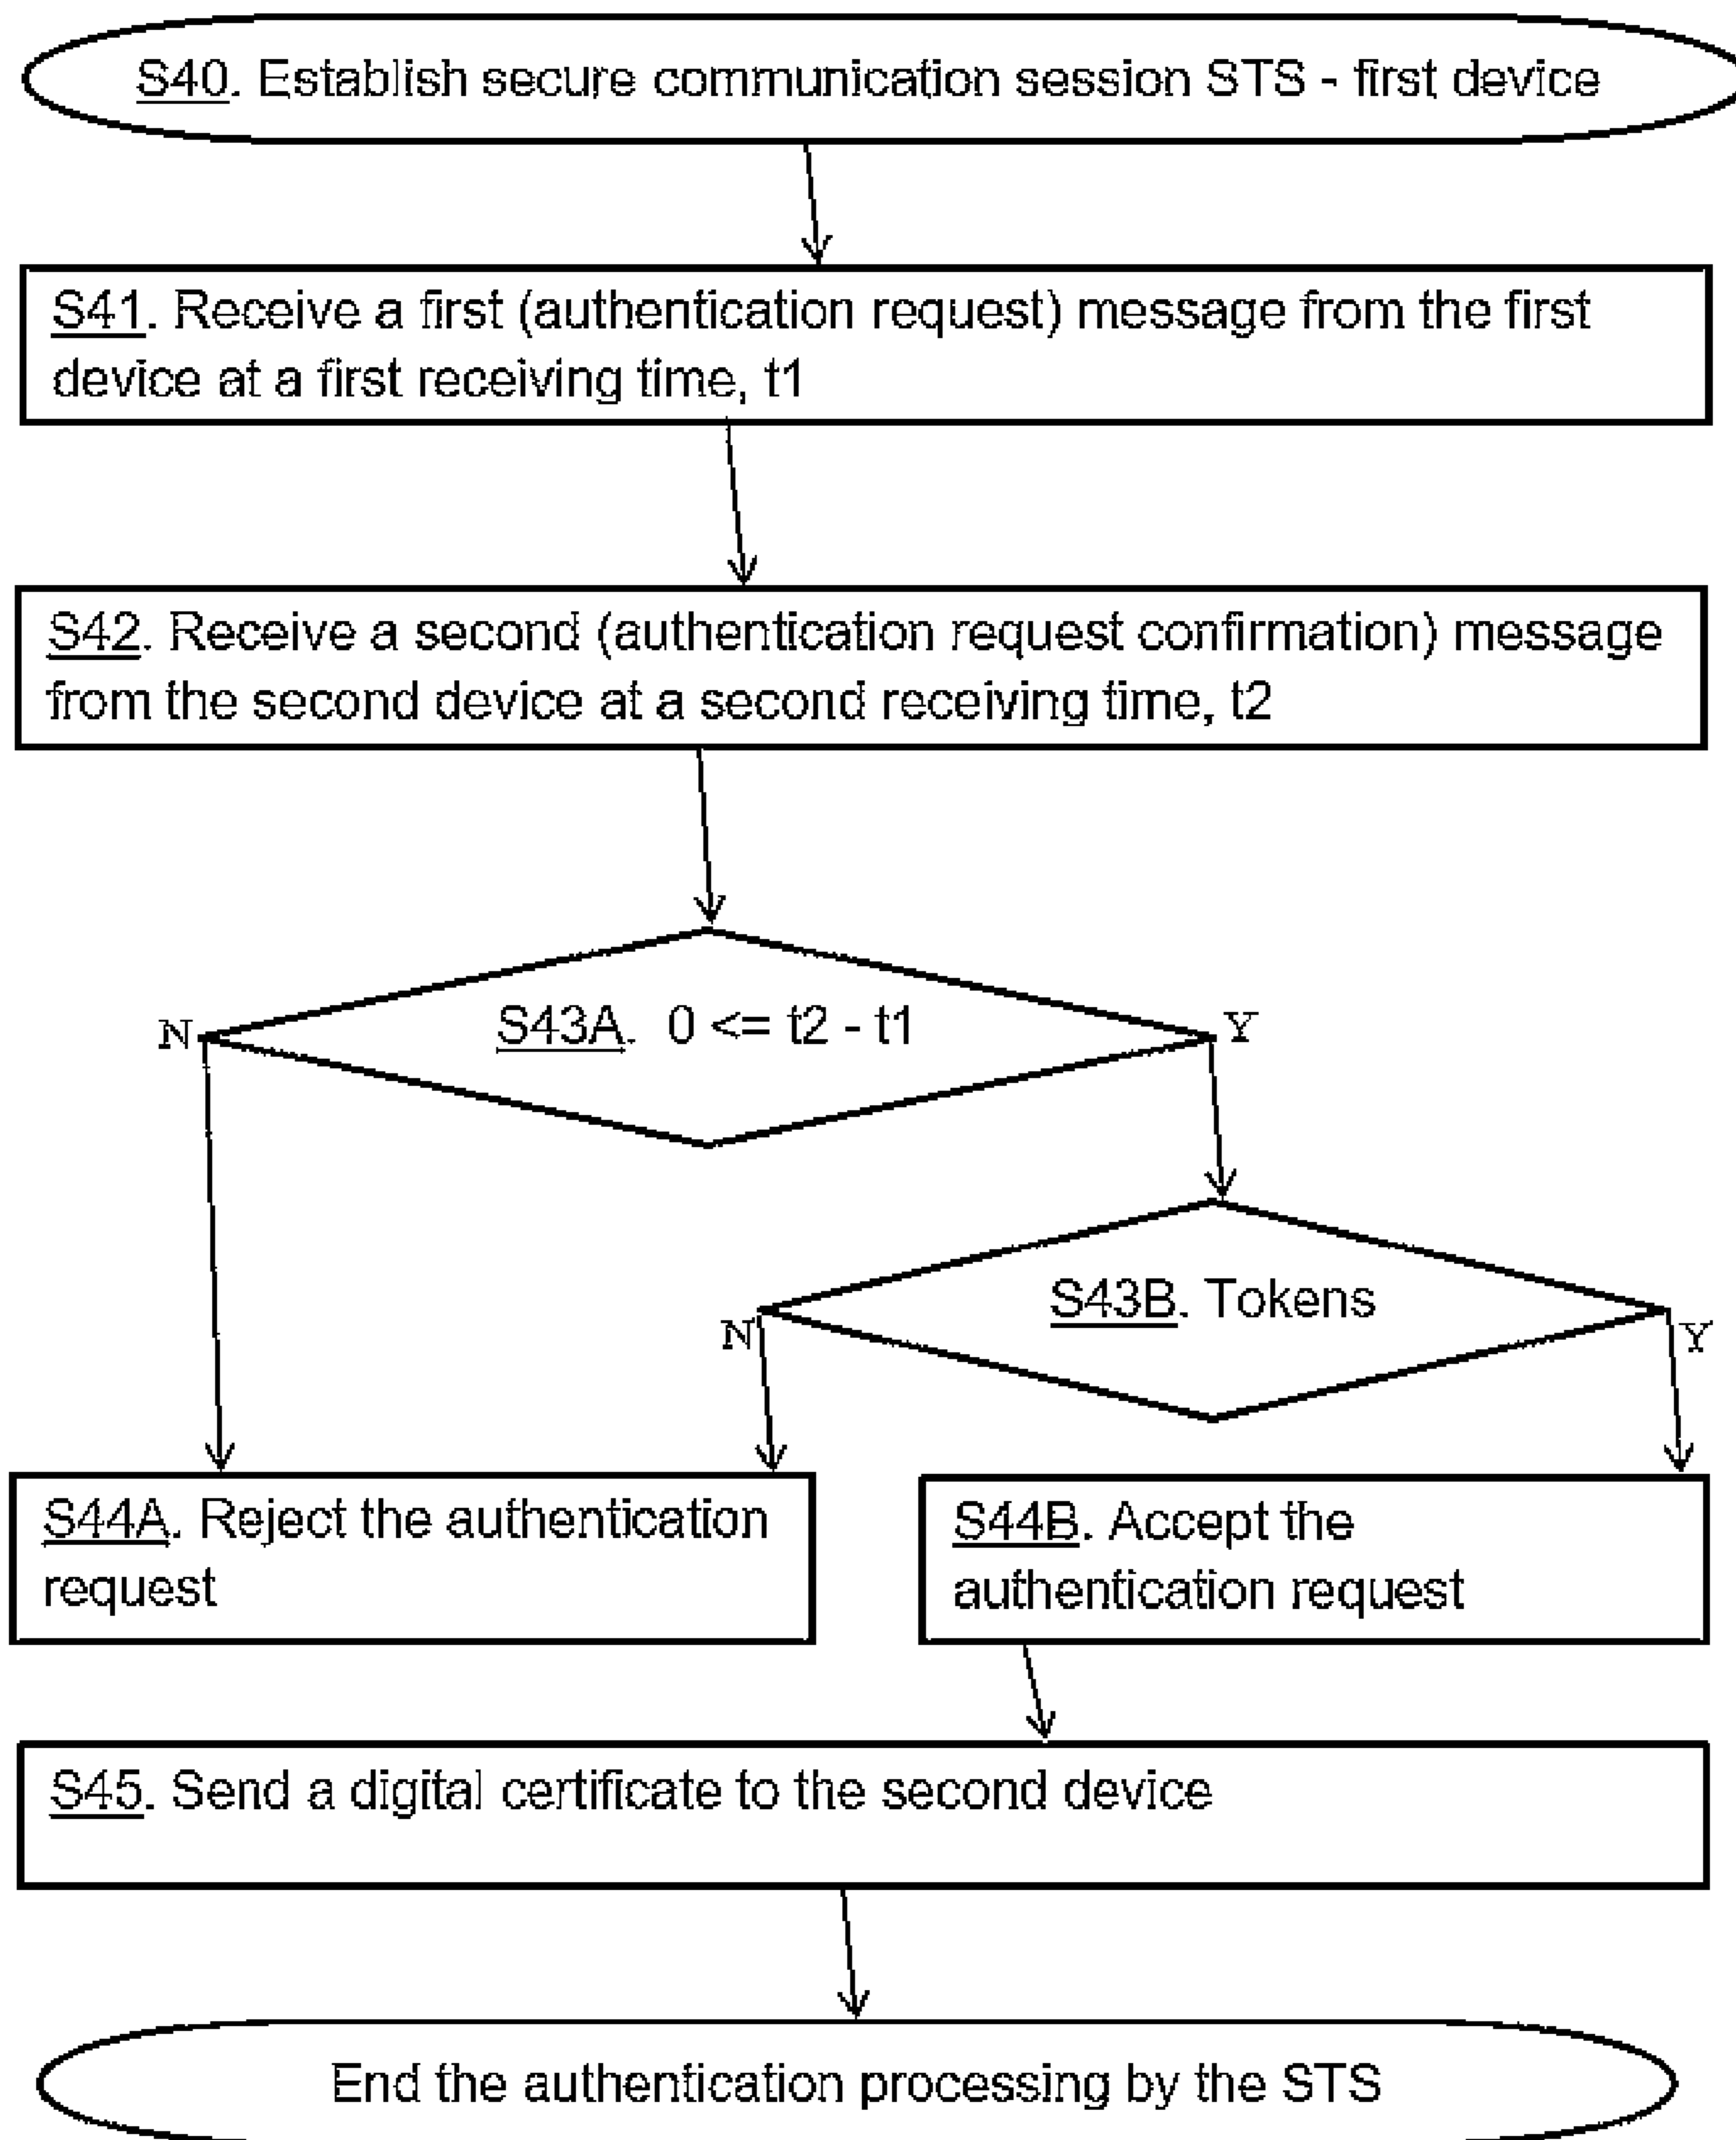 S40. Establish secure communication session STS - first device
S41. Receive a first (authentication request) message from the first
device at a first receiving time, t1
S42. Receive a second (authentication request confirmation) message
from the second device at a second receiving time, t2
N
S43A. 0 <= t2 - t1
Y
N
S43B. Tokens
Y
S44A. Reject the authentication
request
S44B. Accept the
authentication request
S45. Send a digital certificate to the second device
End the authentication processing by the STS